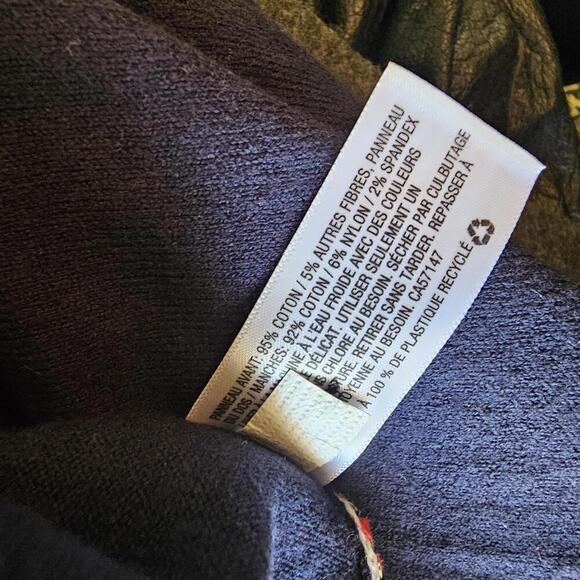 PANNEAU AVANT: 95% COTON / 5% AUTRES FIBRES, PANNEAU
DU DOS / MANCHES: 92% COTON / 6% NYLON / 2% SPANDEX
À L'EAU FROIDE AVEC DES COULEURS
DÉLICAT. UTILISER SEULEMENT UN
CHLORE AU BESOIN. SÉCHER PAR CULBUTAGE
RETIRER SANS TARDER. REPASSER À
AU BESOIN. CA57147
À 100 % DE PLASTIQUE RECYCLÉ